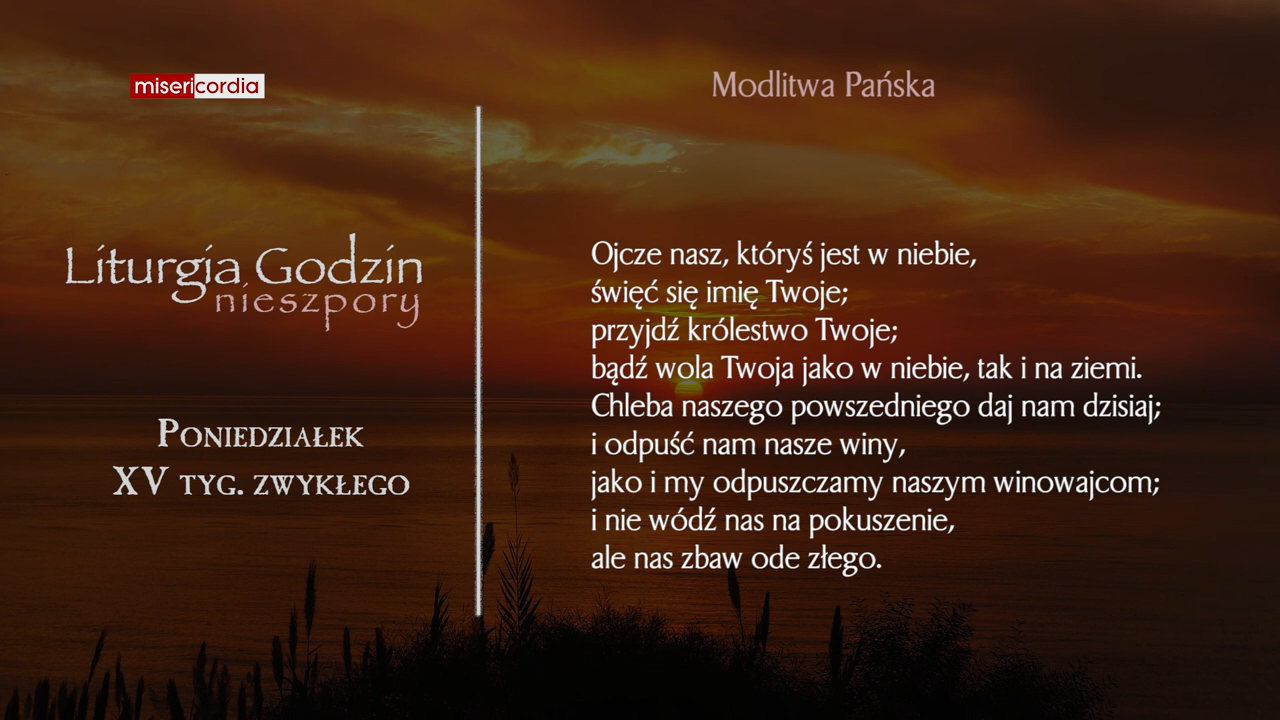 misericordia
Liturgia Godzin
nieszpory
Poniedziałek
XV tyg. zwykłego
Modlitwa Pańska
Ojcze nasz, któryś jest w niebie,
święć się imię Twoje;
przyjdź królestwo Twoje;
bądź wola Twoja jako w niebie, tak i na ziemi.
Chleba naszego powszedniego daj nam dzisiaj;
i odpuść nam nasze winy,
jako i my odpuszczamy naszym winowajcom;
i nie wódź nas na pokuszenie,
ale nas zbaw ode złego.